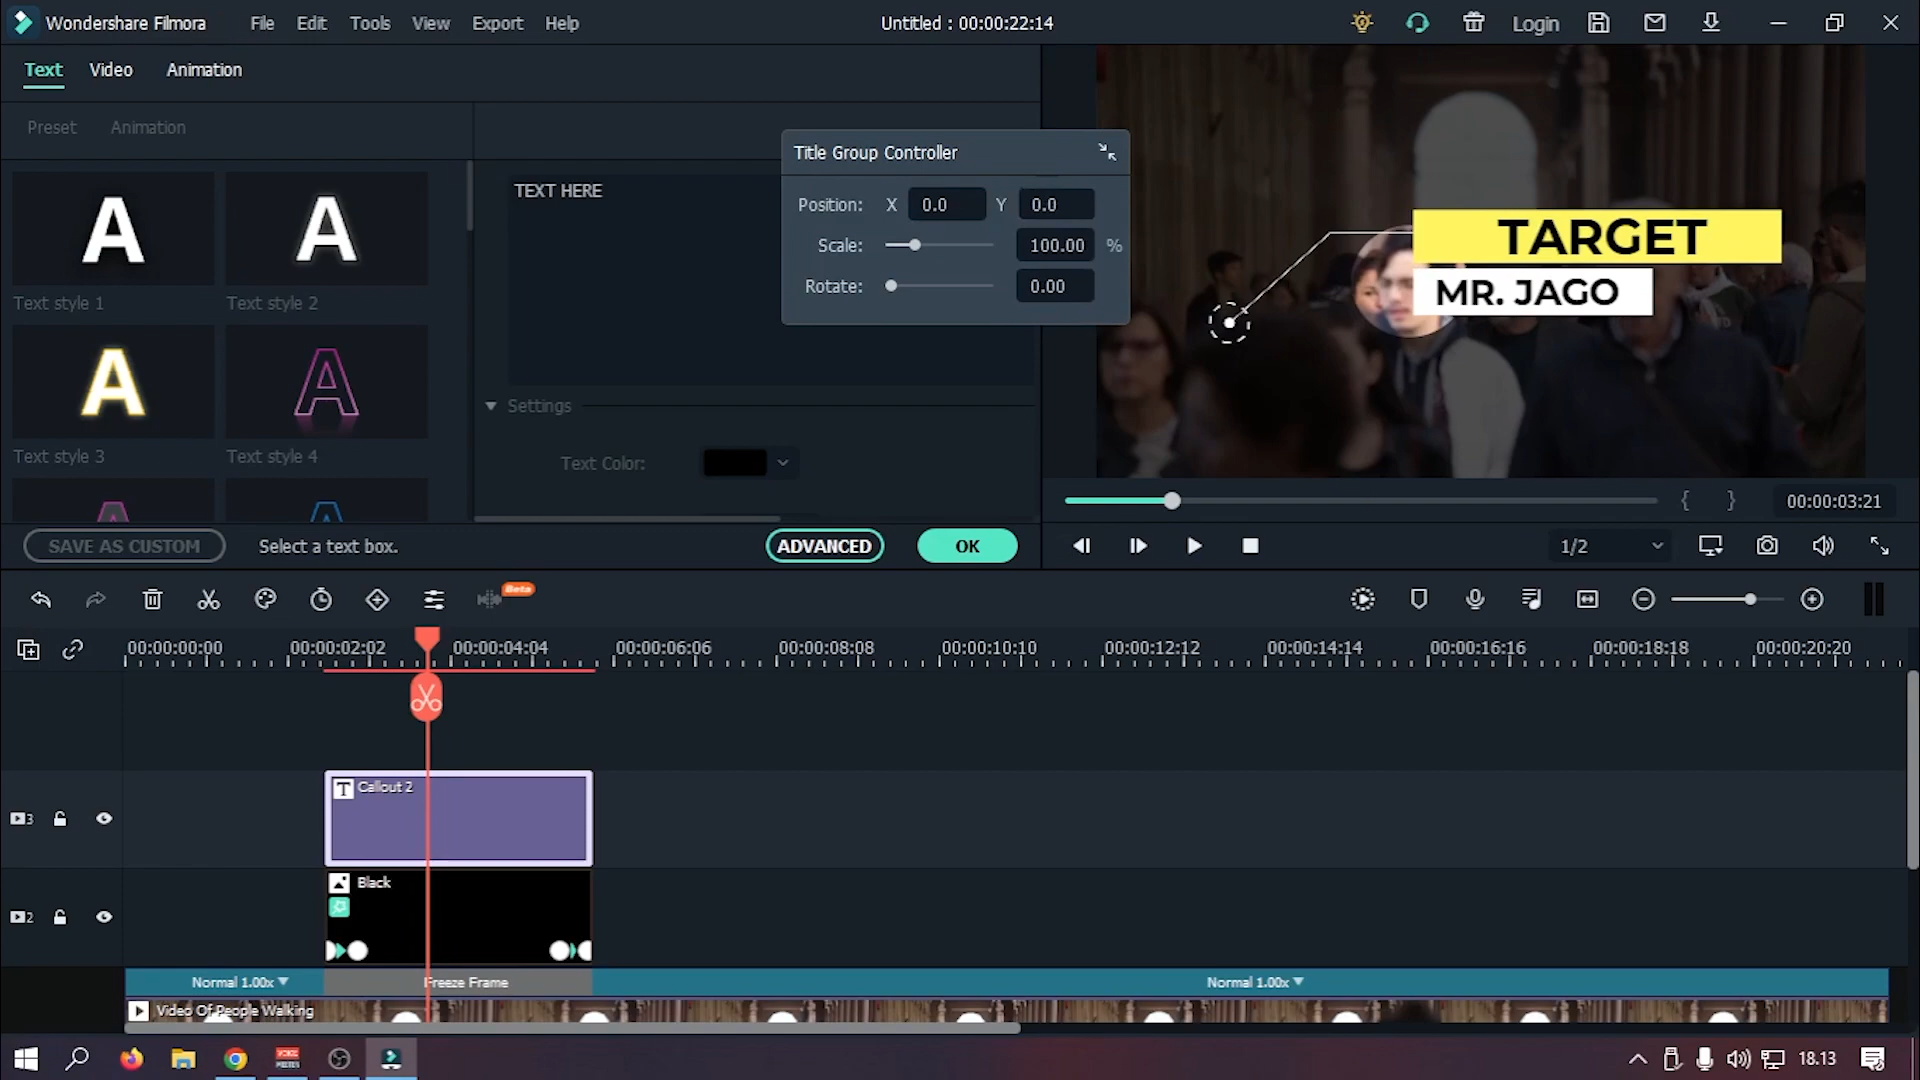 Wondershare Filmora
File Edit Tools View Export Help
Untitled : 00:00:22:14
Login
Text Video Animation
Preset Animation
Text style 1
Text style 2
Text style 3
Text style 4
TEXT HERE
Title Group Controller
Position: X 0.0 Y 0.0
Scale: 100.00 %
Rotate: 0.00
Settings
Text Color:
TARGET
MR. JAGO
SAVE AS CUSTOM
Select a text box.
ADVANCED
OK
{ } 00:00:03:21
1/2
Beta
00:00:00:00 00:00:02:02 00:00:04:04 00:00:06:06 00:00:08:08 00:00:10:10 00:00:12:12 00:00:14:14 00:00:16:16 00:00:18:18 00:00:20:20
3
T Callout 2
2
Black
Normal 1.00x Freeze Frame Normal 1.00x
Video Of People Walking
18.13